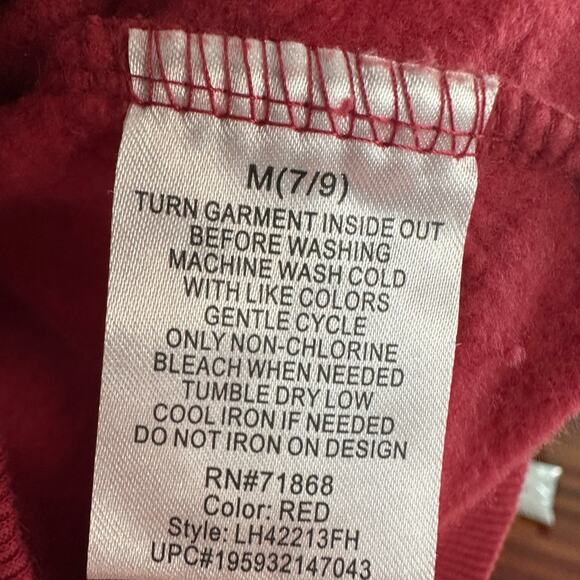 M(7/9)
TURN GARMENT INSIDE OUT
BEFORE WASHING
MACHINE WASH COLD
WITH LIKE COLORS
GENTLE CYCLE
ONLY NON-CHLORINE
BLEACH WHEN NEEDED
TUMBLE DRY LOW
COOL IRON IF NEEDED
DO NOT IRON ON DESIGN
RN#71868
Color: RED
Style: LH42213FH
UPC#195932147043